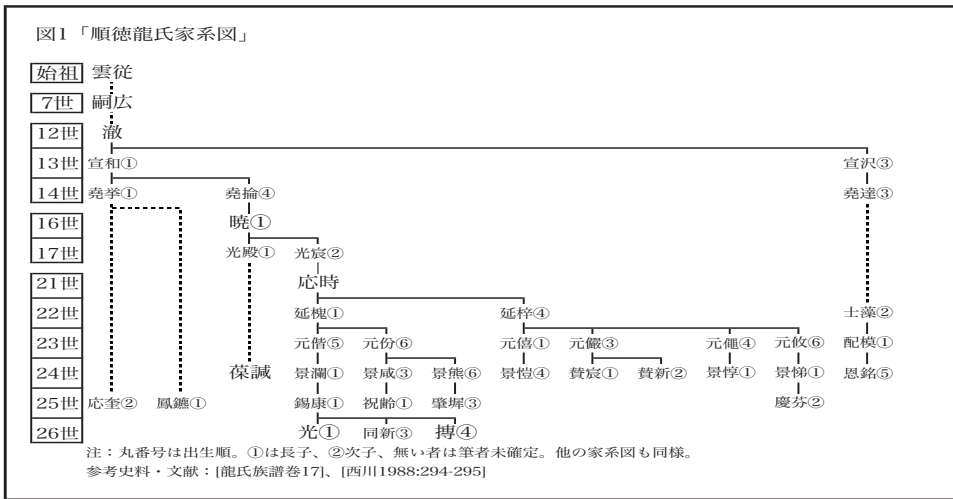 図1「順徳龍氏家系図」
始祖 雲従
7世 嗣広
12世 澈
13世 宣和① 宣沢③
14世 堯挙① 堯掄④ 堯達③
16世 暁①
17世 光殿① 光宸②
21世 応時
22世 延槐① 延梓④ 士藻②
23世 元偕⑤ 元份⑥ 元僖① 元儼③ 元僶④ 元攸⑥ 配模①
24世 葆諴 景瀾① 景咸③ 景熊⑥ 景愷④ 賛宸① 賛新② 景惇① 景悌① 恩銘⑤
25世 応奎② 鳳鑣① 錫康① 祝齢① 肇墀③ 慶芬②
26世 光① 同新③ 摶④
注：丸番号は出生順。①は長子、②次子、無い者は筆者未確定。他の家系図も同様。
参考史料・文献：[龍氏族譜巻17]、[西川1988:294-295]